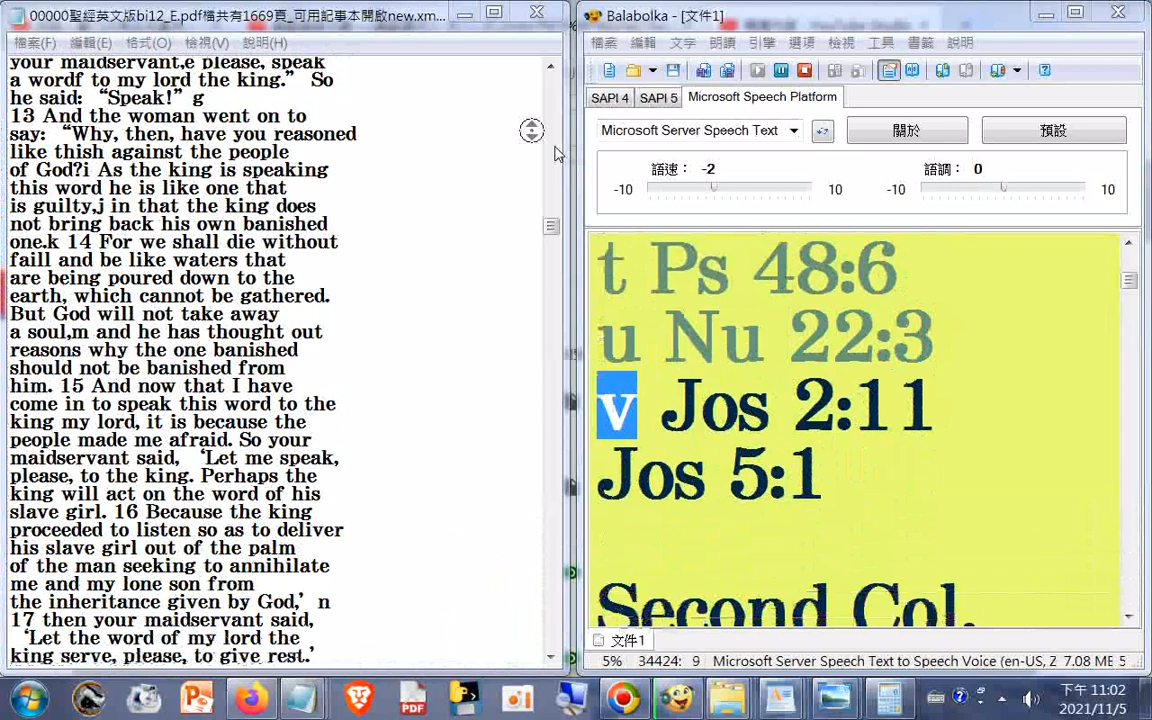 00000聖經英文版bi12_E.pdf檔共有1669頁_可用記事本開啟new.xm...
檔案(F) 編輯(E) 格式(O) 檢視(V) 說明(H)
your maidservant,e please, speak
a wordf to my lord the king.” So
he said: “Speak!” g
13 And the woman went on to
say: “Why, then, have you reasoned
like thish against the people
of God?i As the king is speaking
this word he is like one that
is guilty,j in that the king does
not bring back his own banished
one.k 14 For we shall die without
faill and be like waters that
are being poured down to the
earth, which cannot be gathered.
But God will not take away
a soul,m and he has thought out
reasons why the one banished
should not be banished from
him. 15 And now that I have
come in to speak this word to the
king my lord, it is because the
people made me afraid. So your
maidservant said, ‘Let me speak,
please, to the king. Perhaps the
king will act on the word of his
slave girl. 16 Because the king
proceeded to listen so as to deliver
his slave girl out of the palm
of the man seeking to annihilate
me and my lone son from
the inheritance given by God,’ n
17 then your maidservant said,
‘Let the word of my lord the
king serve, please, to give rest.’
Balabolka - [文件1]
檔案 編輯 文字 朗讀 引擎 選項 檢視 工具 書籤 說明
SAPI 4 SAPI 5 Microsoft Speech Platform
Microsoft Server Speech Text 關於 預設
語速： -2 語調： 0
-10 10 -10 10
t Ps 48:6
u Nu 22:3
v Jos 2:11
Jos 5:1
Second Col.
文件1
5% 34424: 9 Microsoft Server Speech Text to Speech Voice (en-US, Z 7.08 MB 5
PDF
下午 11:02
2021/11/5